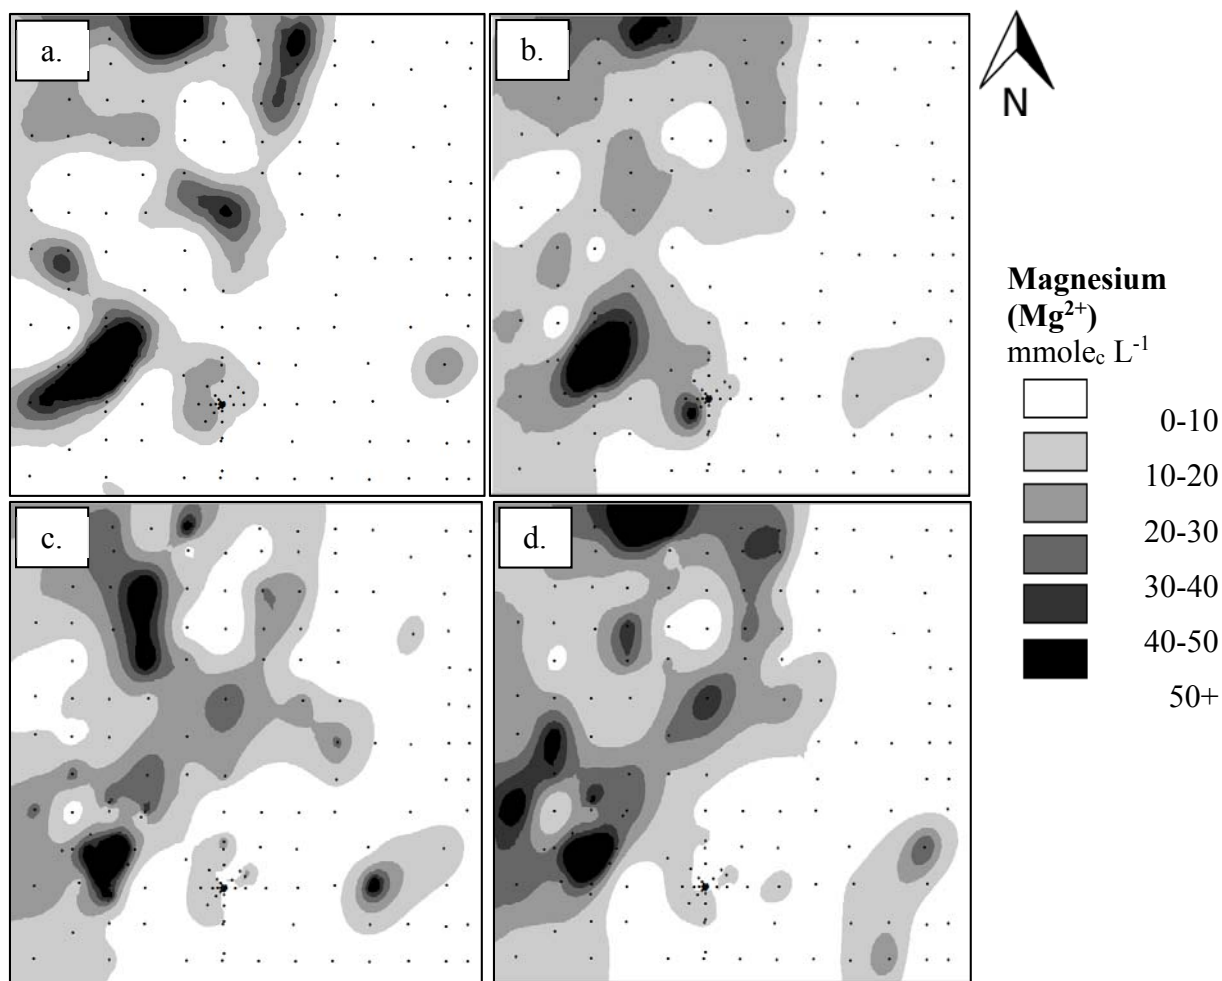 a.
b.
N
c.
d.
Magnesium
(Mg²⁺)
mmolec L⁻¹
0-10
10-20
20-30
30-40
40-50
50+